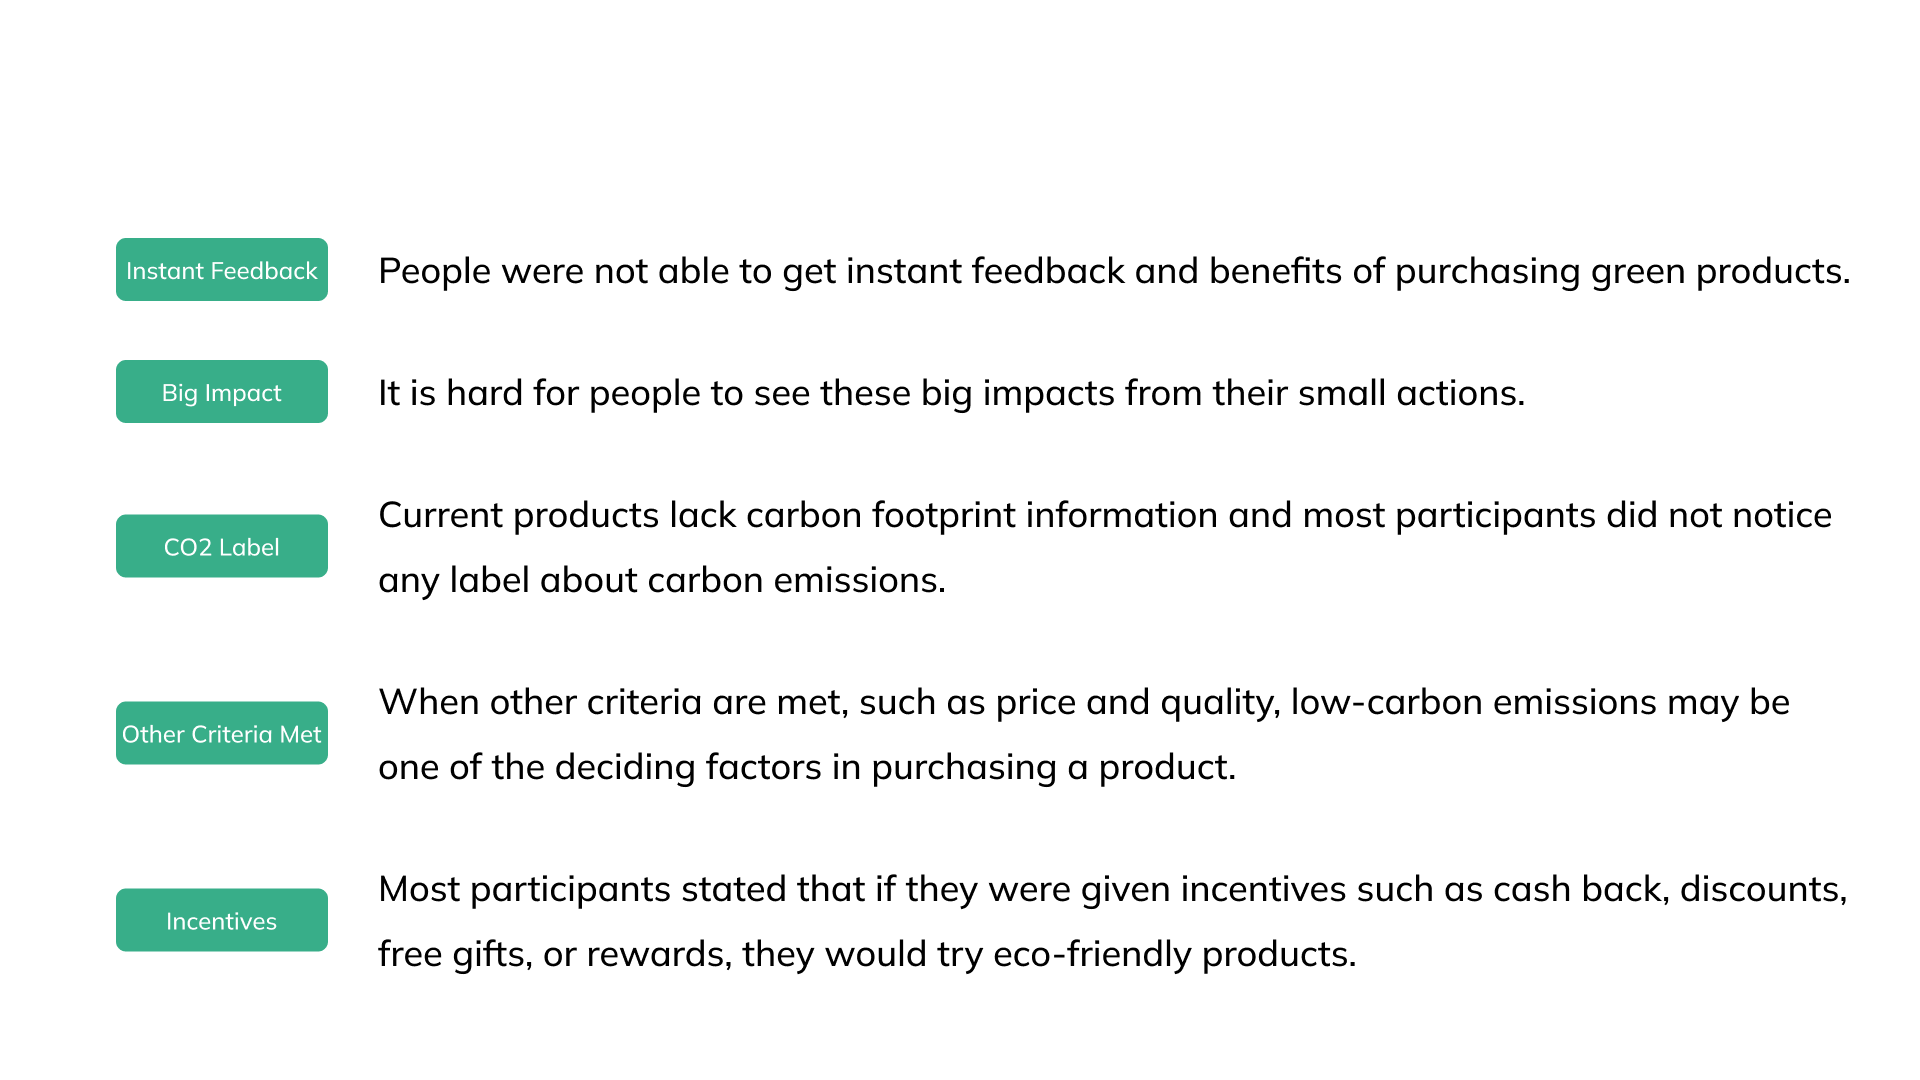 Instant Feedback
People were not able to get instant feedback and benefits of purchasing green products.
Big Impact
It is hard for people to see these big impacts from their small actions.
CO2 Label
Current products lack carbon footprint information and most participants did not notice
any label about carbon emissions.
Other Criteria Met
When other criteria are met, such as price and quality, low-carbon emissions may be
one of the deciding factors in purchasing a product.
Incentives
Most participants stated that if they were given incentives such as cash back, discounts,
free gifts, or rewards, they would try eco-friendly products.